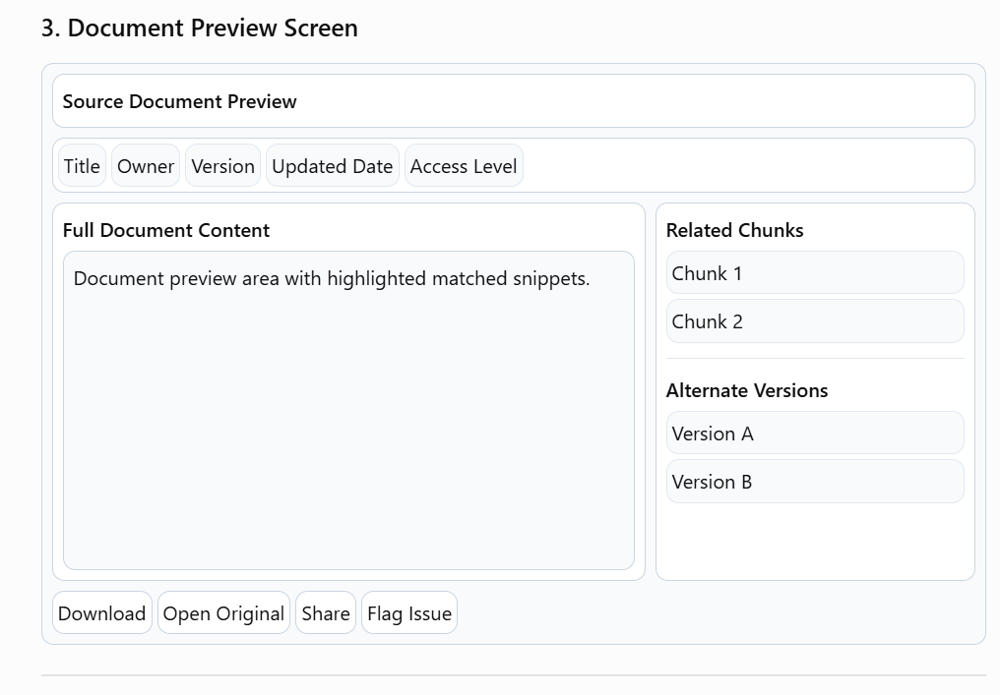 3. Document Preview Screen
Source Document Preview
Title Owner Version Updated Date Access Level
Full Document Content
Document preview area with highlighted matched snippets.
Related Chunks
Chunk 1
Chunk 2
Alternate Versions
Version A
Version B
Download Open Original Share Flag Issue